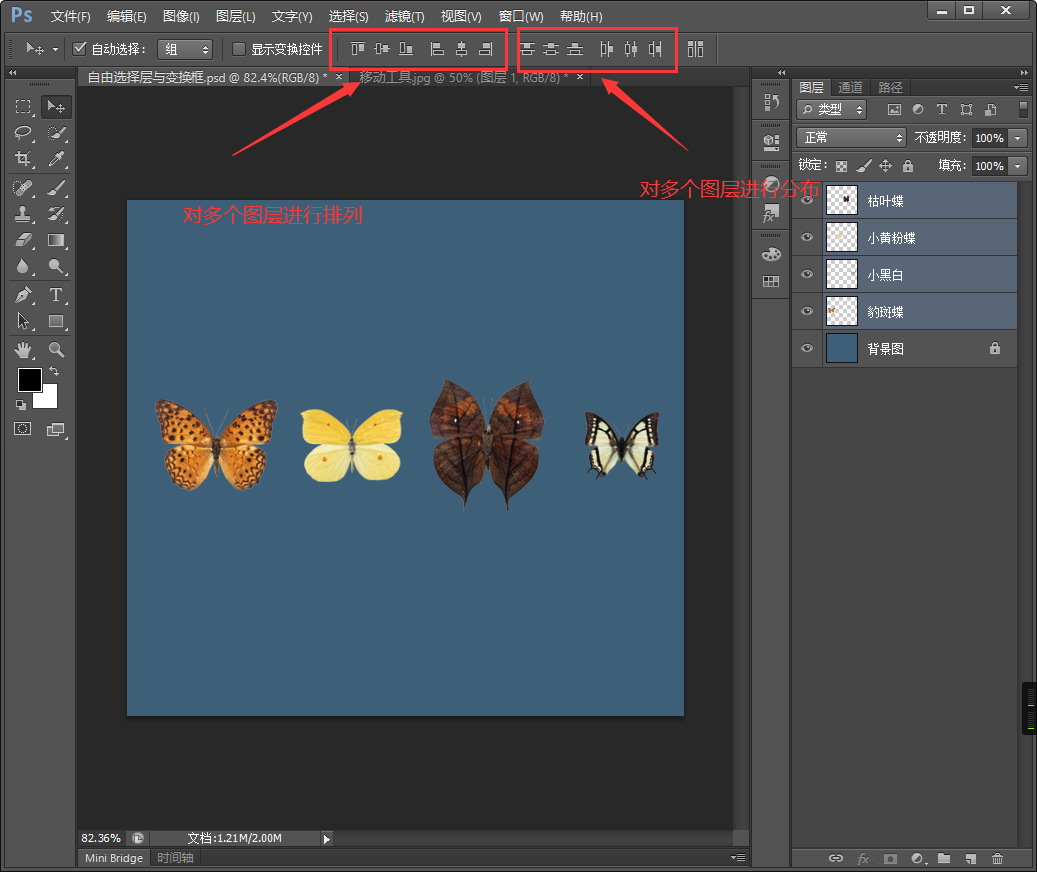 Ps 文件(F) 编辑(E) 图像(I) 图层(L) 文字(Y) 选择(S) 滤镜(T) 视图(V) 窗口(W) 帮助(H)
自动选择： 组 显示变换控件
自由选择层与变换框.psd @ 82.4%(RGB/8) * × 移动工具.jpg @ 50% (图层 1, RGB/8) * ×
图层 通道 路径
类型
正常 不透明度： 100%
锁定： 填充： 100%
对多个图层进行分布
对多个图层进行排列
枯叶蝶
小黄粉蝶
小黑白
豹斑蝶
背景图
82.36% 文档:1.21M/2.00M
Mini Bridge 时间轴